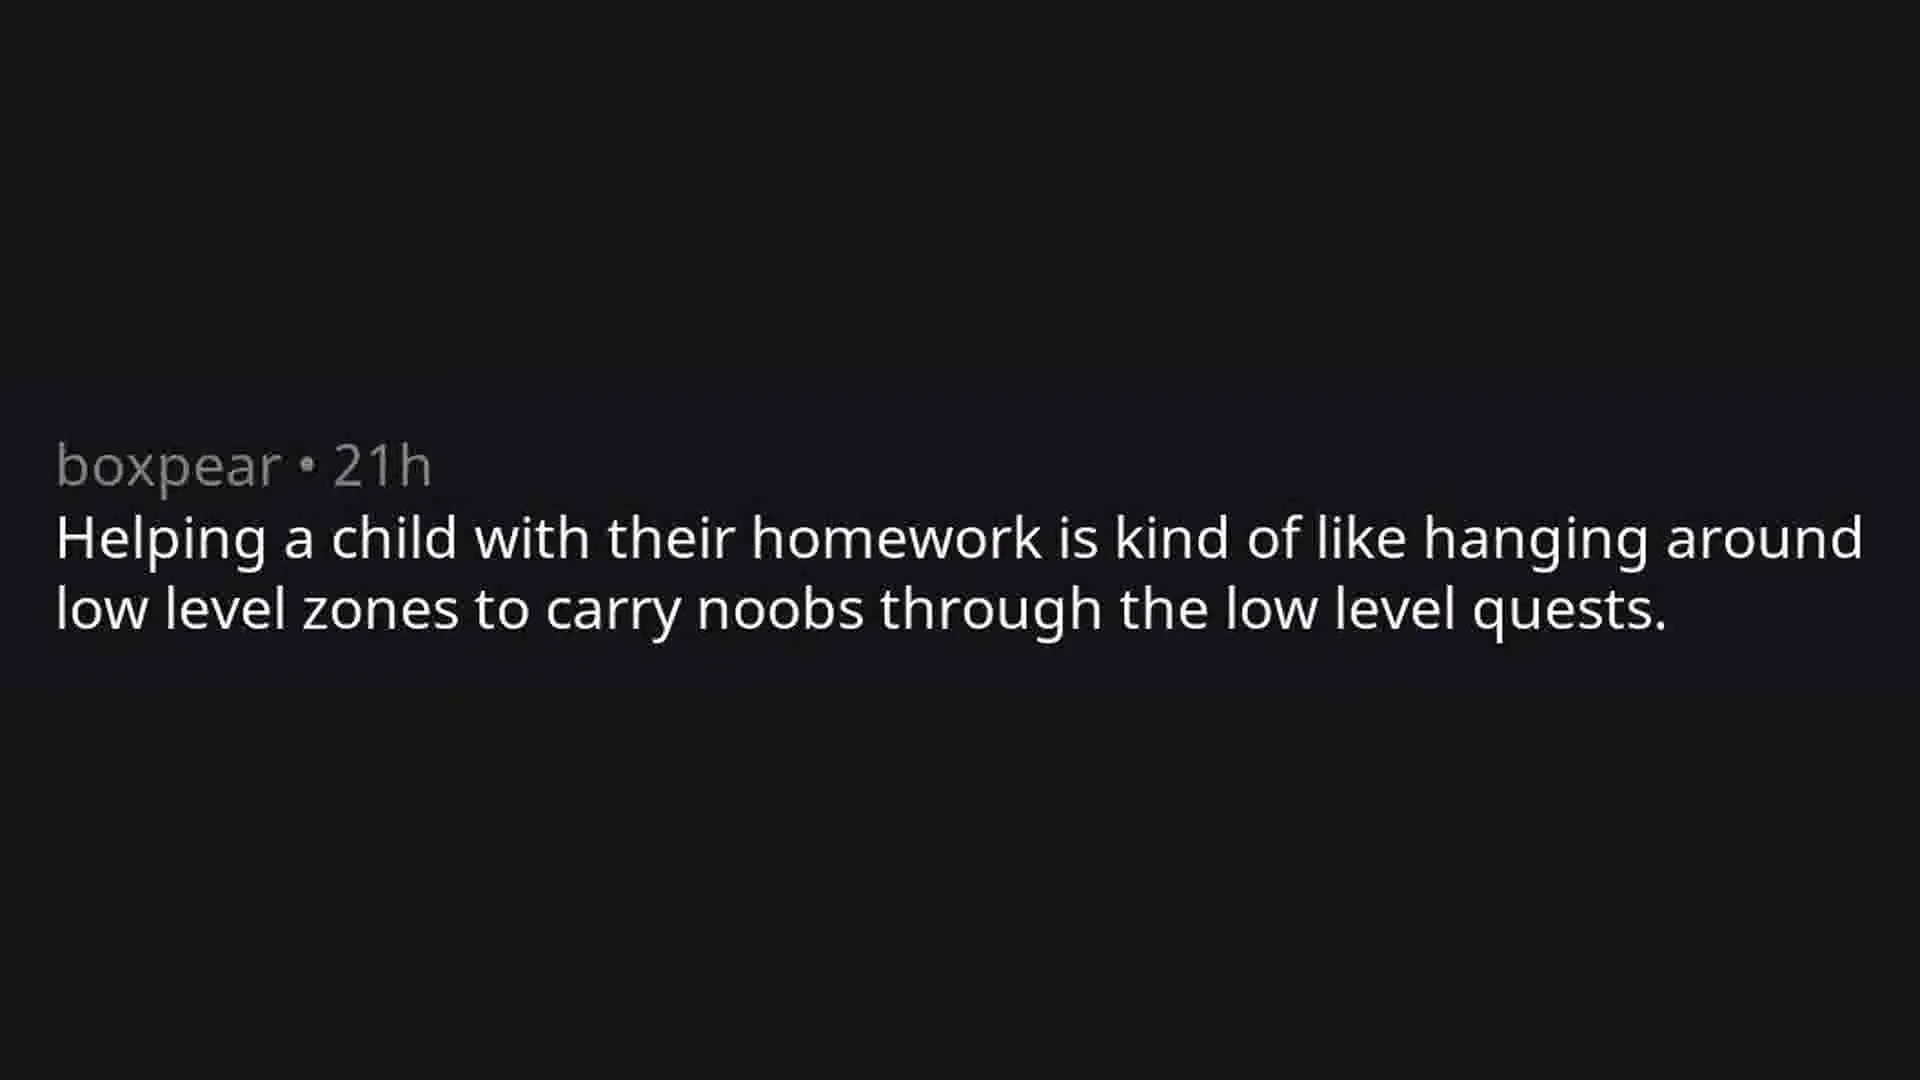 boxpear • 21h
Helping a child with their homework is kind of like hanging around
low level zones to carry noobs through the low level quests.